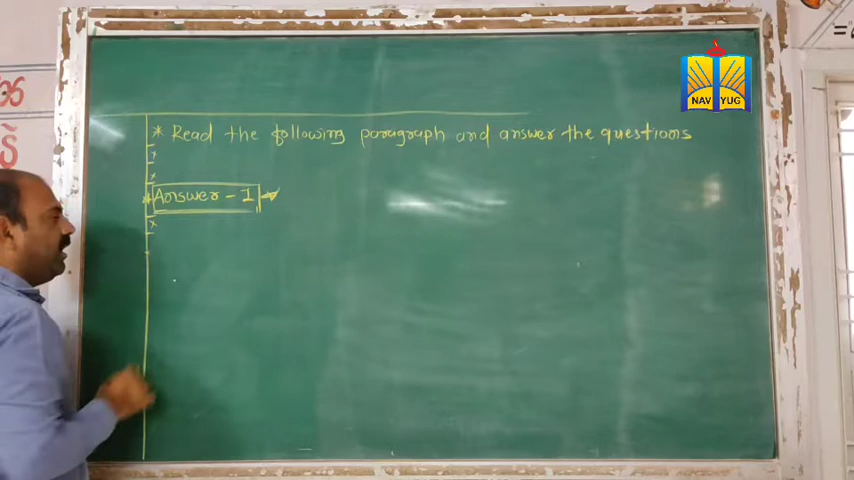 * Read the following paragraph and answer the questions
* Answer - 1
NAV YUG